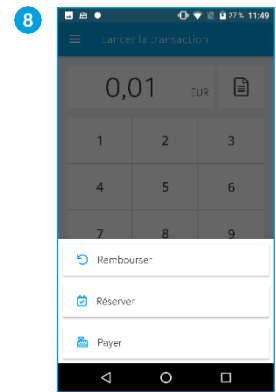 8
27 % 11:49
Lancer la transaction
0,01 EUR
1 2 3
4 5 6
7 8 9
Rembourser
Réserver
Payer